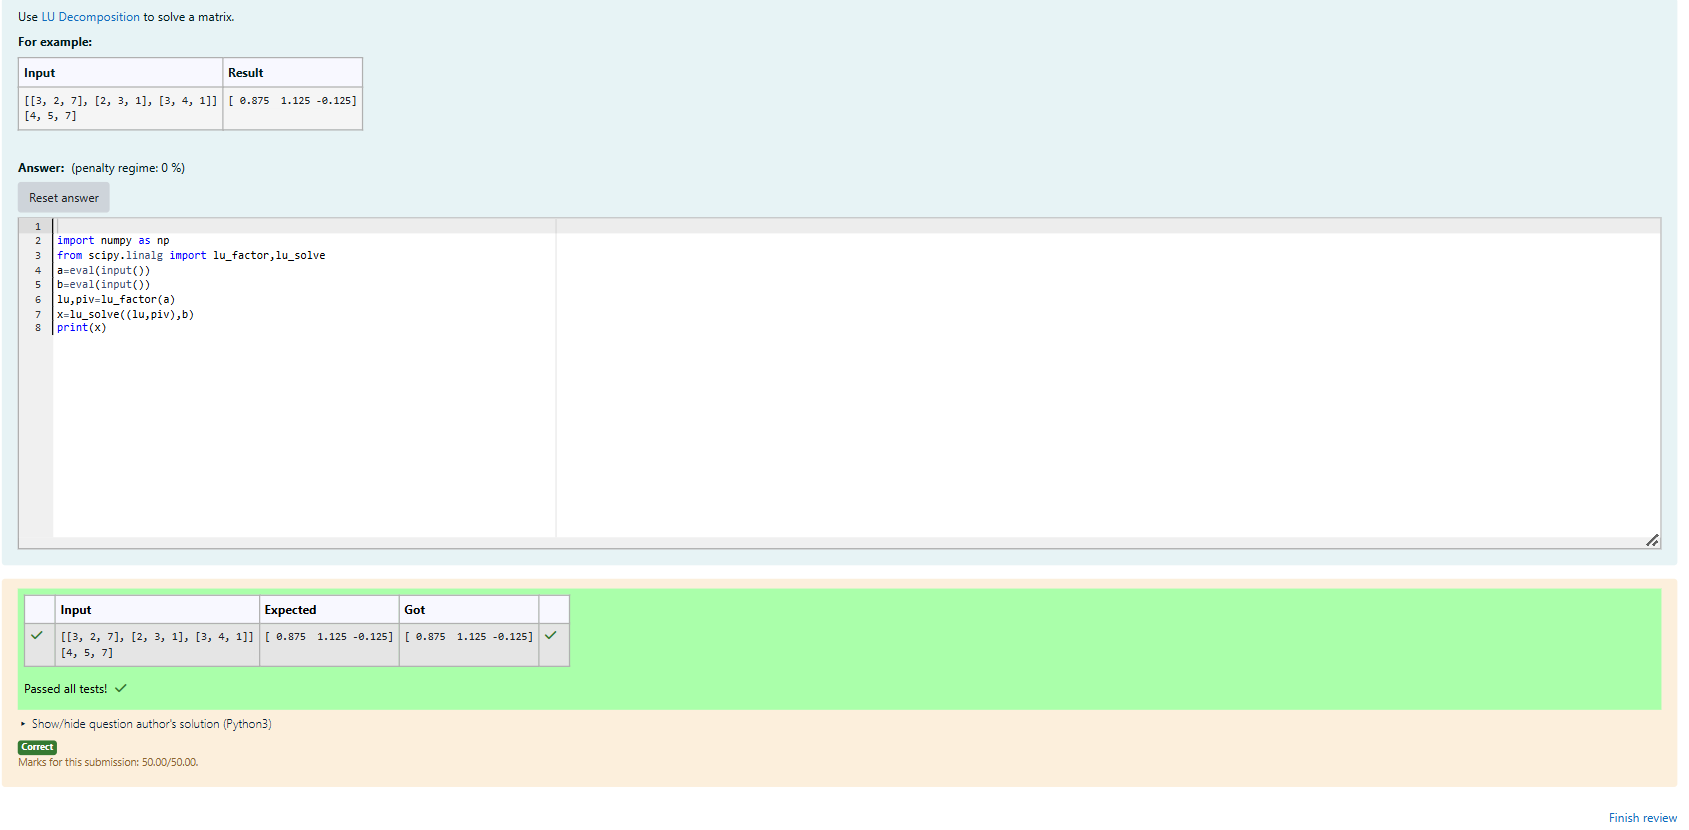 Use LU Decomposition to solve a matrix.
For example:
Input Result
[[3, 2, 7], [2, 3, 1], [3, 4, 1]] [ 0.875  1.125 -0.125]
[4, 5, 7]
Answer: (penalty regime: 0 %)
Reset answer
1
2 import numpy as np
3 from scipy.linalg import lu_factor,lu_solve
4 a=eval(input())
5 b=eval(input())
6 lu,piv=lu_factor(a)
7 x=lu_solve((lu,piv),b)
8 print(x)
Input Expected Got
[[3, 2, 7], [2, 3, 1], [3, 4, 1]] [ 0.875  1.125 -0.125] [ 0.875  1.125 -0.125]
[4, 5, 7]
Passed all tests!
Show/hide question author's solution (Python3)
Correct
Marks for this submission: 50.00/50.00.
Finish review